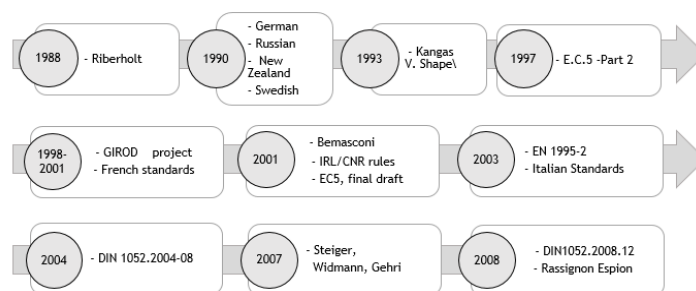 1988
- Riberholt
1990
- German
- Russian
- New
Zealand
- Swedish
1993
- Kangas
V. Shape\
1997
- E.C.5 -Part 2
1998-
2001
- GIROD project
- French standards
2001
- Bemasconi
- IRL/CNR rules
- EC5, final draft
2003
- EN 1995-2
- Italian Standards
2004
- DIN 1052.2004-08
2007
- Steiger,
Widmann, Gehri
2008
- DIN1052.2008.12
- Rassignon Espion